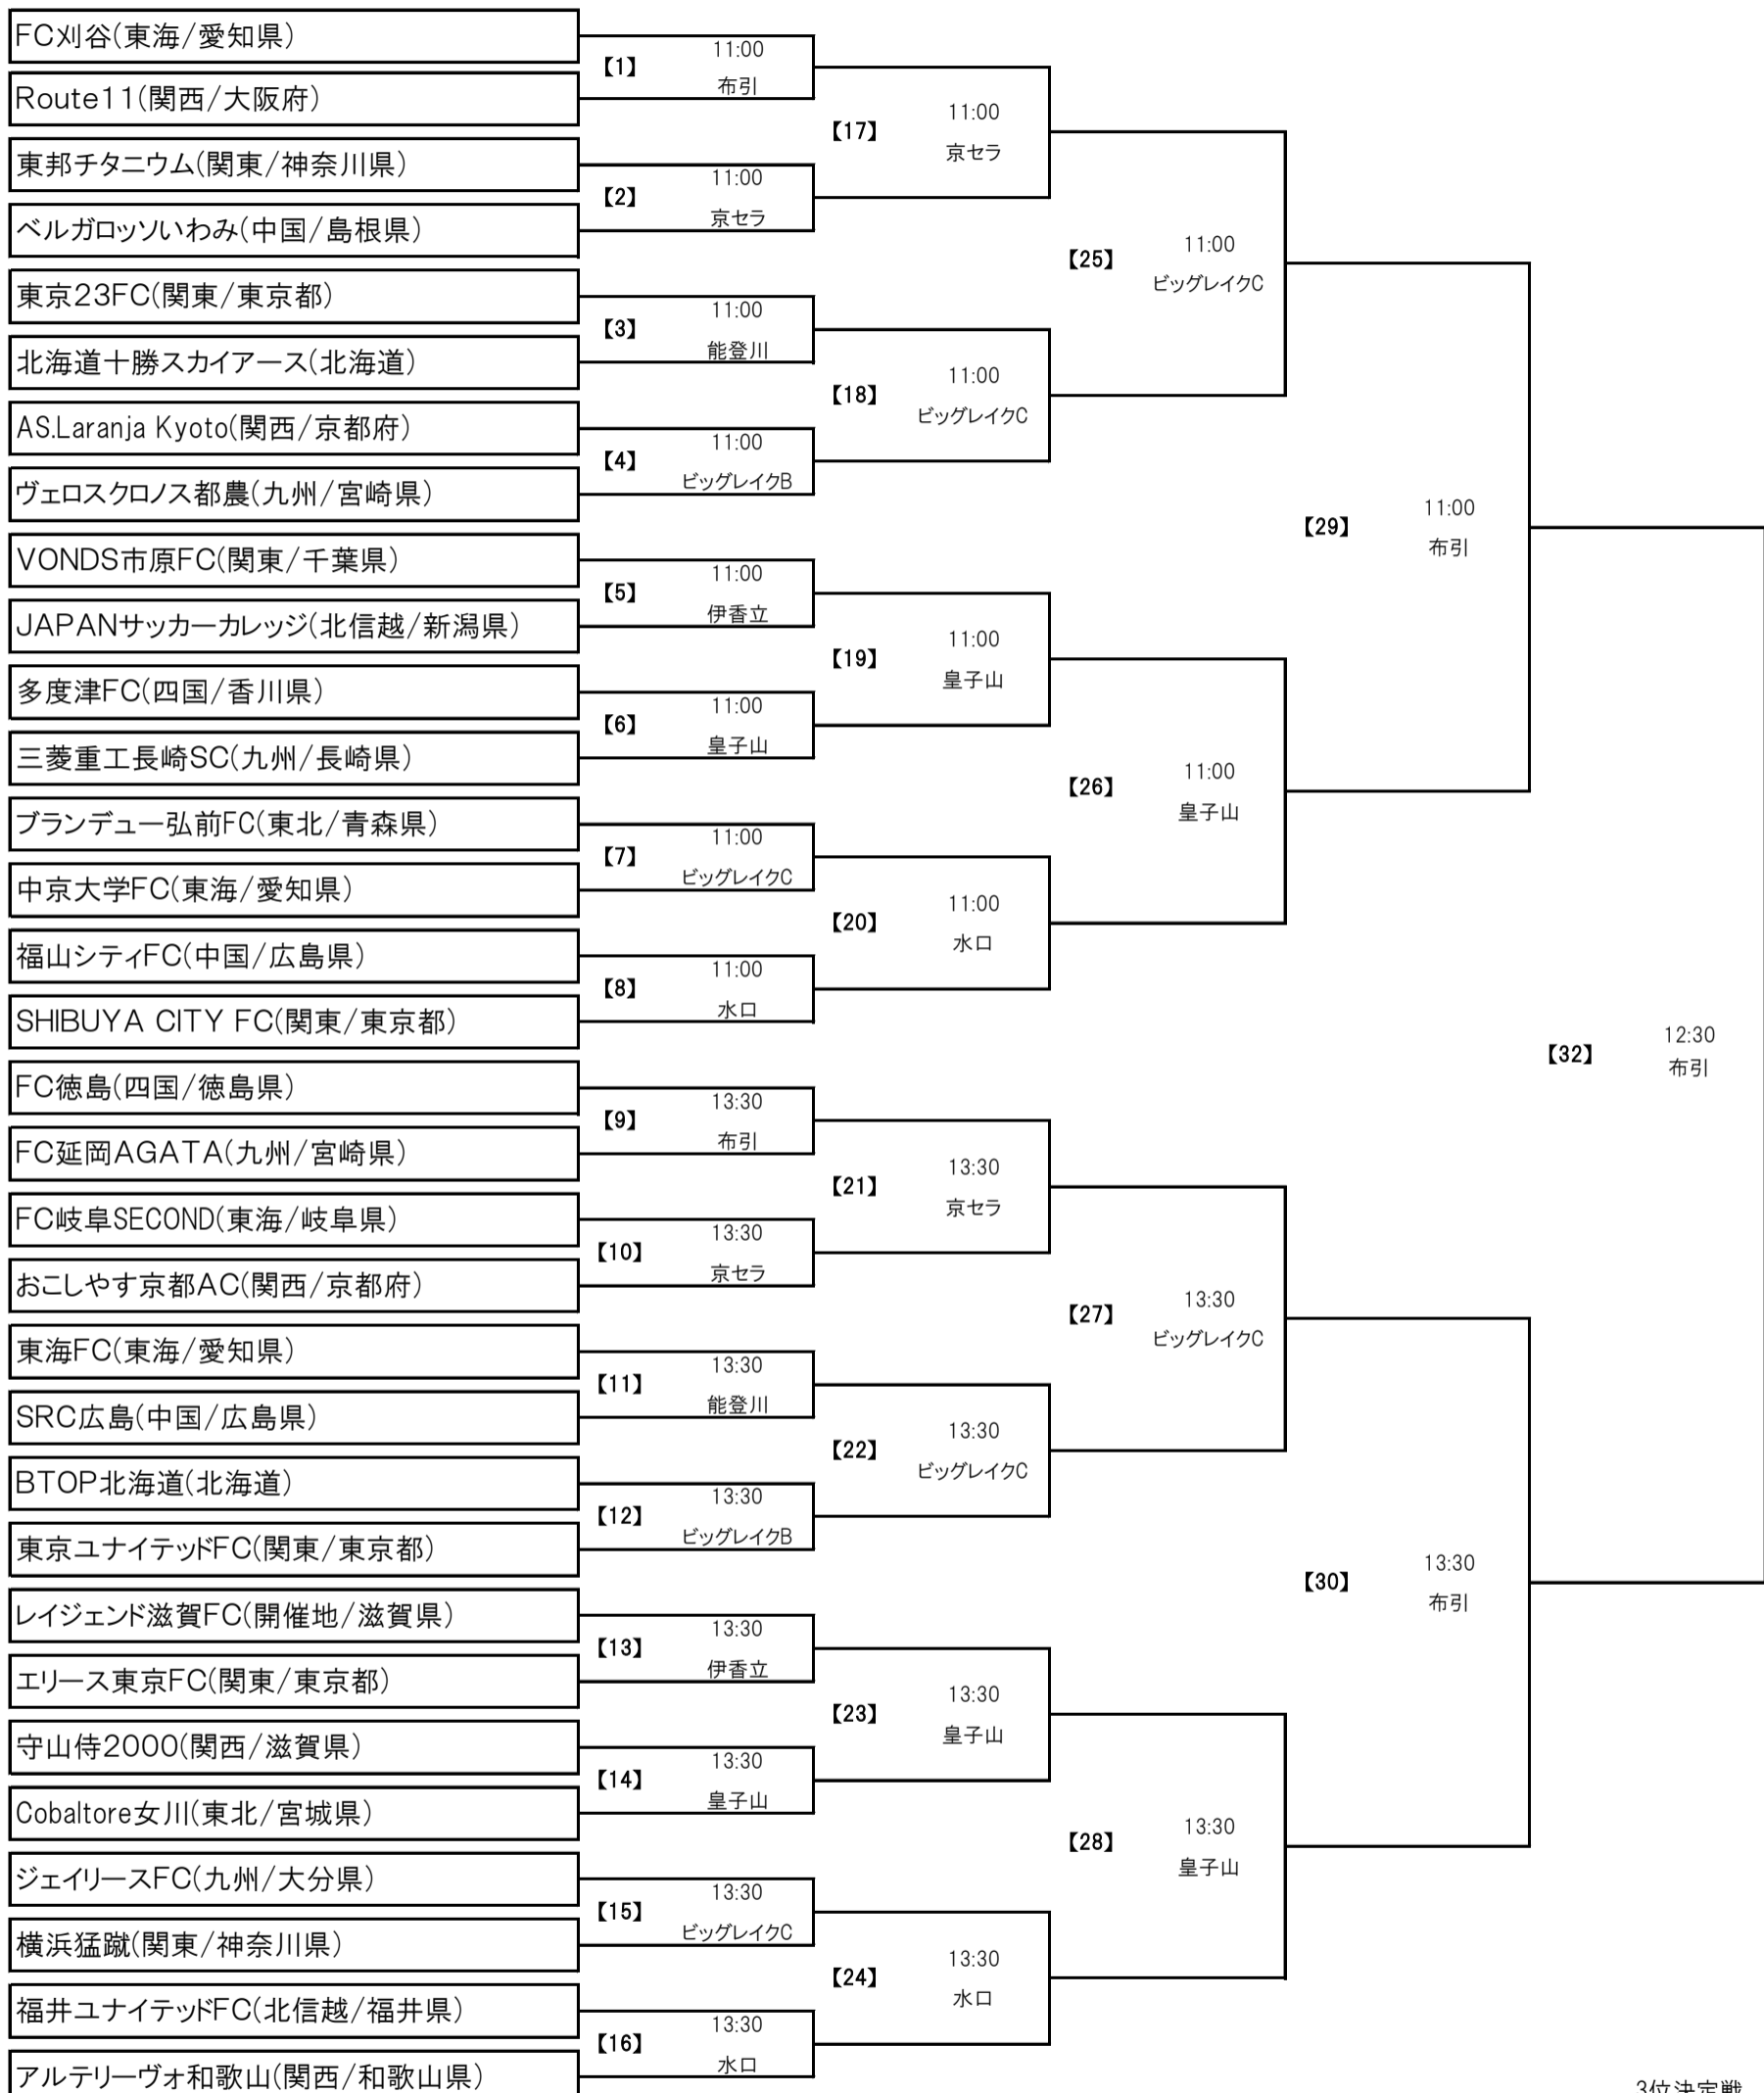 FC刈谷(東海/愛知県)
Route11(関西/大阪府)
【1】 11:00
布引
東邦チタニウム(関東/神奈川県)
ベルガロッソいわみ(中国/島根県)
【2】 11:00
京セラ
【17】 11:00
京セラ
東京23FC(関東/東京都)
北海道十勝スカイアース(北海道)
【3】 11:00
能登川
AS.Laranja Kyoto(関西/京都府)
ヴェロスクロノス都農(九州/宮崎県)
【4】 11:00
ビッグレイクB
【18】 11:00
ビッグレイクC
【25】 11:00
ビッグレイクC
VONDS市原FC(関東/千葉県)
JAPANサッカーカレッジ(北信越/新潟県)
【5】 11:00
伊香立
多度津FC(四国/香川県)
三菱重工長崎SC(九州/長崎県)
【6】 11:00
皇子山
【19】 11:00
皇子山
ブランデュー弘前FC(東北/青森県)
中京大学FC(東海/愛知県)
【7】 11:00
ビッグレイクC
福山シティFC(中国/広島県)
SHIBUYA CITY FC(関東/東京都)
【8】 11:00
水口
【20】 11:00
水口
【26】 11:00
皇子山
【29】 11:00
布引
FC徳島(四国/徳島県)
FC延岡AGATA(九州/宮崎県)
【9】 13:30
布引
FC岐阜SECOND(東海/岐阜県)
おこしやす京都AC(関西/京都府)
【10】 13:30
京セラ
【21】 13:30
京セラ
東海FC(東海/愛知県)
SRC広島(中国/広島県)
【11】 13:30
能登川
BTOP北海道(北海道)
東京ユナイテッドFC(関東/東京都)
【12】 13:30
ビッグレイクB
【22】 13:30
ビッグレイクC
【27】 13:30
ビッグレイクC
レイジェンド滋賀FC(開催地/滋賀県)
エリース東京FC(関東/東京都)
【13】 13:30
伊香立
守山侍2000(関西/滋賀県)
Cobaltore女川(東北/宮城県)
【14】 13:30
皇子山
【23】 13:30
皇子山
ジェイリースFC(九州/大分県)
横浜猛蹴(関東/神奈川県)
【15】 13:30
ビッグレイクC
福井ユナイテッドFC(北信越/福井県)
アルテリーヴォ和歌山(関西/和歌山県)
【16】 13:30
水口
【24】 13:30
水口
【28】 13:30
皇子山
【30】 13:30
布引
【32】 12:30
布引
3位決定戦